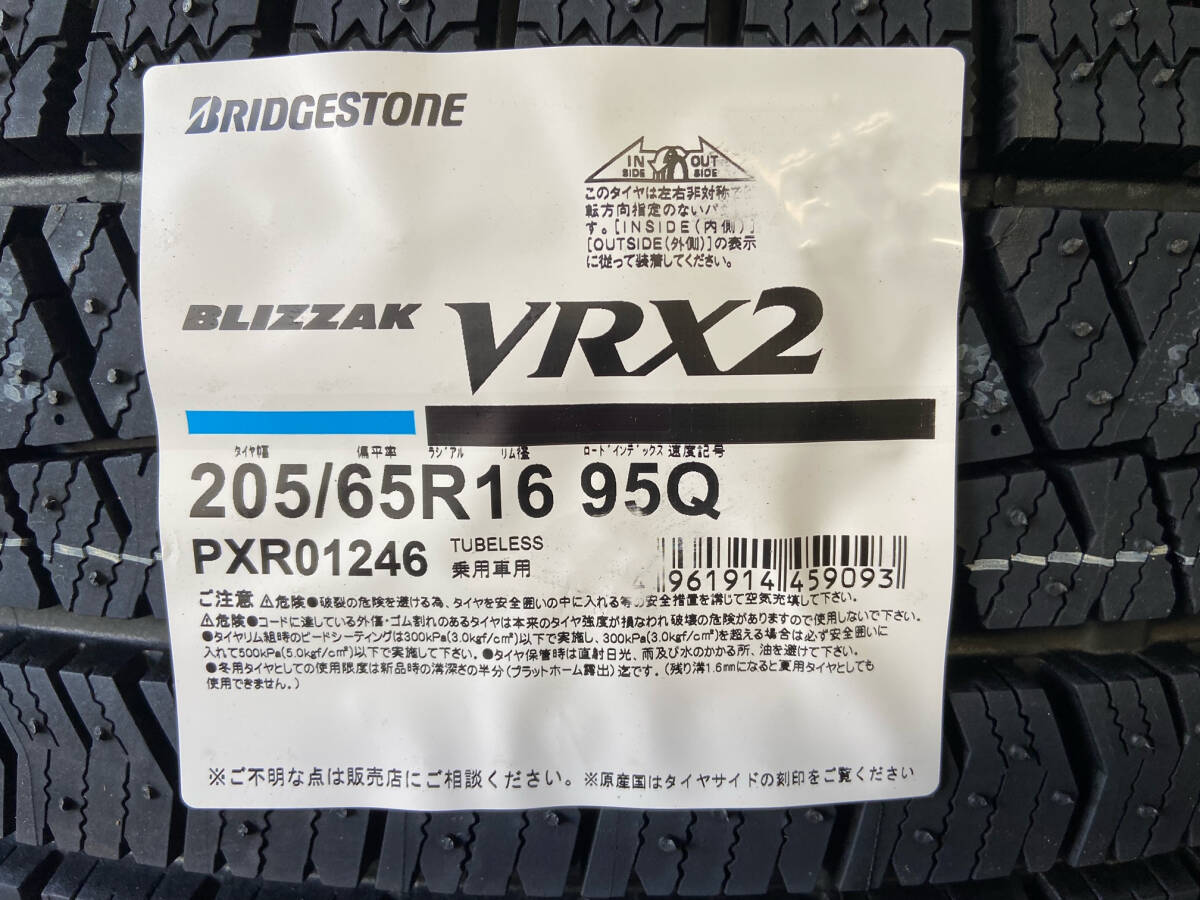 BRIDGESTONE
IN SIDE OUT SIDE
このタイヤは左右非対称で
転方向指定のないパ
す。[INSIDE(内側)]
[OUTSIDE(外側)]の表示
に従って装着してください。
BLIZZAK VRX2
タイヤ幅 偏平率 ラジアル リム径 ロードインデックス 速度記号
205/65R16 95Q
PXR01246 TUBELESS
乗用車用
4961914459093
ご注意 ⚠危険●破裂の危険を避ける為、タイヤを安全囲いの中に入れる等の安全措置を講じて空気充填して下さい。
⚠危険●コードに達している外傷・ゴム割れのあるタイヤは本来のタイヤ強度が損なわれ破壊の危険がありますので使用しないで下さい。
●タイヤリム組時のビードシーティングは300kPa(3.0kgf/c㎡)以下で実施し、300kPa(3.0kgf/c㎡)を超える場合は必ず安全囲いに
入れて500kPa(5.0kgf/c㎡)以下で実施して下さい。●タイヤ保管時は直射日光、雨及び水のかかる所、油を避けて下さい。
●冬用タイヤとしての使用限度は新品時の溝深さの半分(プラットホーム露出)迄です。(残り溝1.6mmになると夏用タイヤとしても
使用できません。)
※ご不明な点は販売店にご相談ください。※原産国はタイヤサイドの刻印をご覧ください